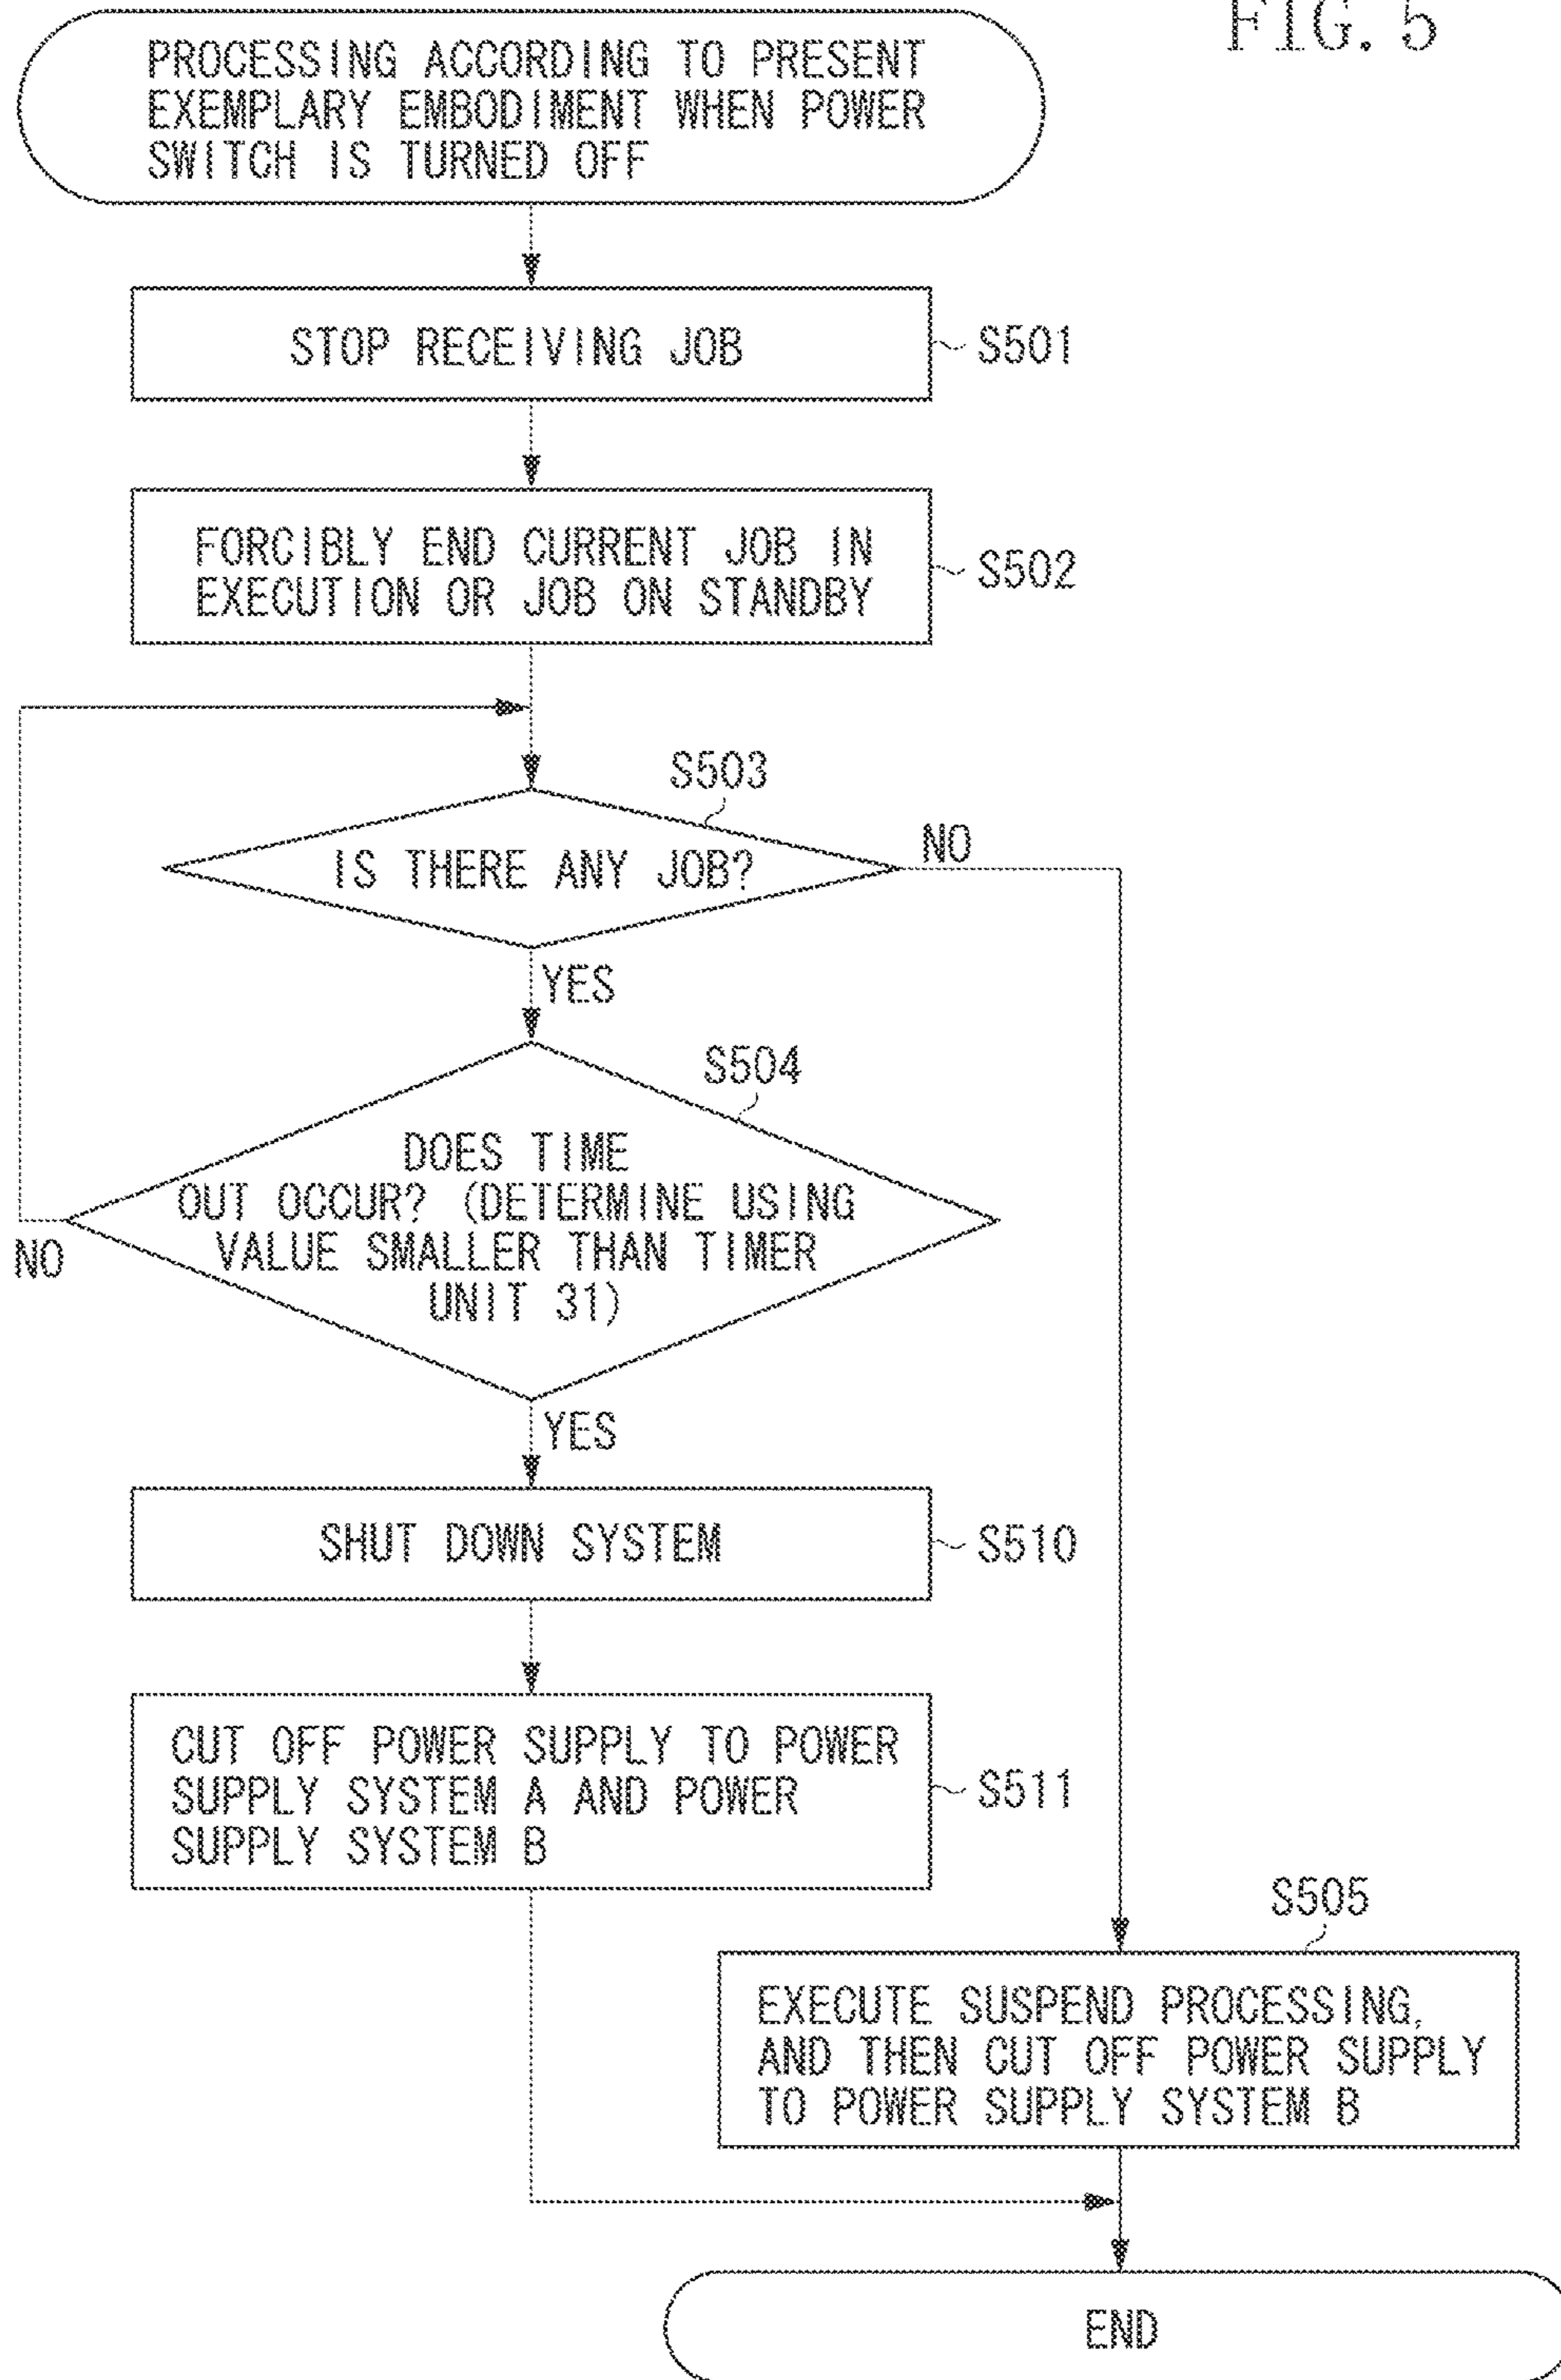 FIG. 5
PROCESSING ACCORDING TO PRESENT
EXEMPLARY EMBODIMENT WHEN POWER
SWITCH IS TURNED OFF
STOP RECEIVING JOB
S501
FORCIBLY END CURRENT JOB IN
EXECUTION OR JOB ON STANDBY
S502
S503
IS THERE ANY JOB?
NO
YES
S504
DOES TIME
OUT OCCUR? (DETERMINE USING
VALUE SMALLER THAN TIMER
UNIT 31)
NO
YES
SHUT DOWN SYSTEM
S510
CUT OFF POWER SUPPLY TO POWER
SUPPLY SYSTEM A AND POWER
SUPPLY SYSTEM B
S511
S505
EXECUTE SUSPEND PROCESSING,
AND THEN CUT OFF POWER SUPPLY
TO POWER SUPPLY SYSTEM B
END